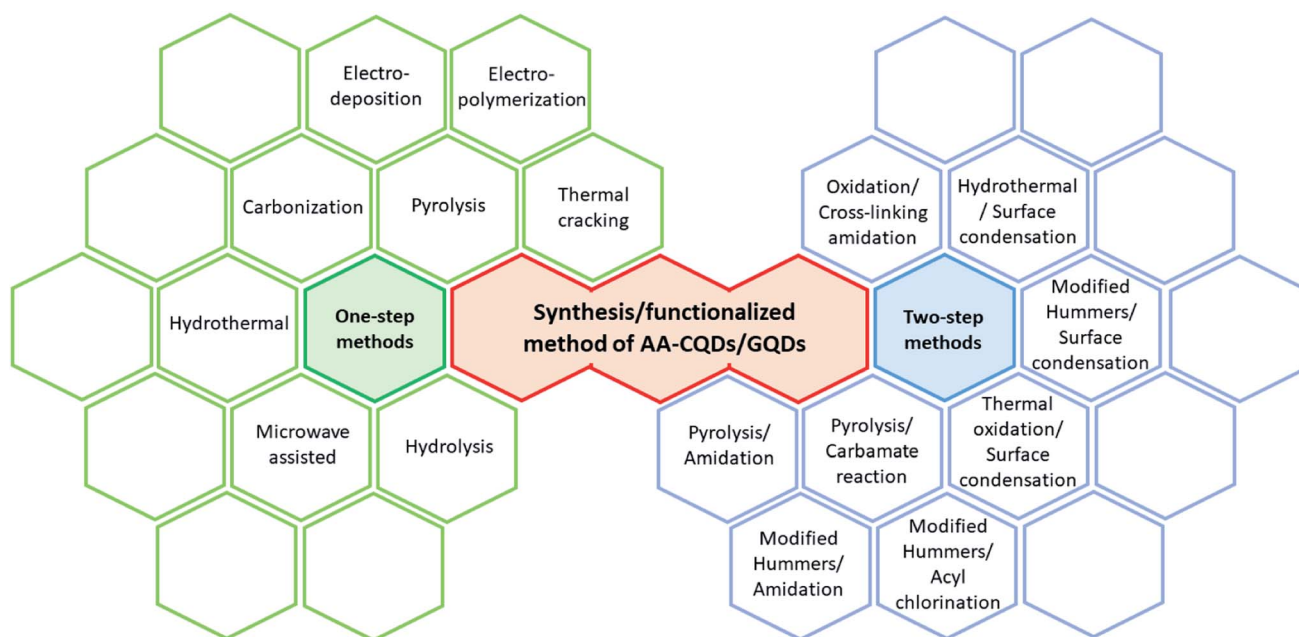 Electro-
deposition
Electro-
polymerization
Carbonization
Pyrolysis
Thermal
cracking
Oxidation/
Cross-linking
amidation
Hydrothermal
/ Surface
condensation
Hydrothermal
One-step
methods
Synthesis/functionalized
method of AA-CQDs/GQDs
Two-step
methods
Modified
Hummers/
Surface
condensation
Microwave
assisted
Hydrolysis
Pyrolysis/
Amidation
Pyrolysis/
Carbamate
reaction
Thermal
oxidation/
Surface
condensation
Modified
Hummers/
Amidation
Modified
Hummers/
Acyl
chlorination